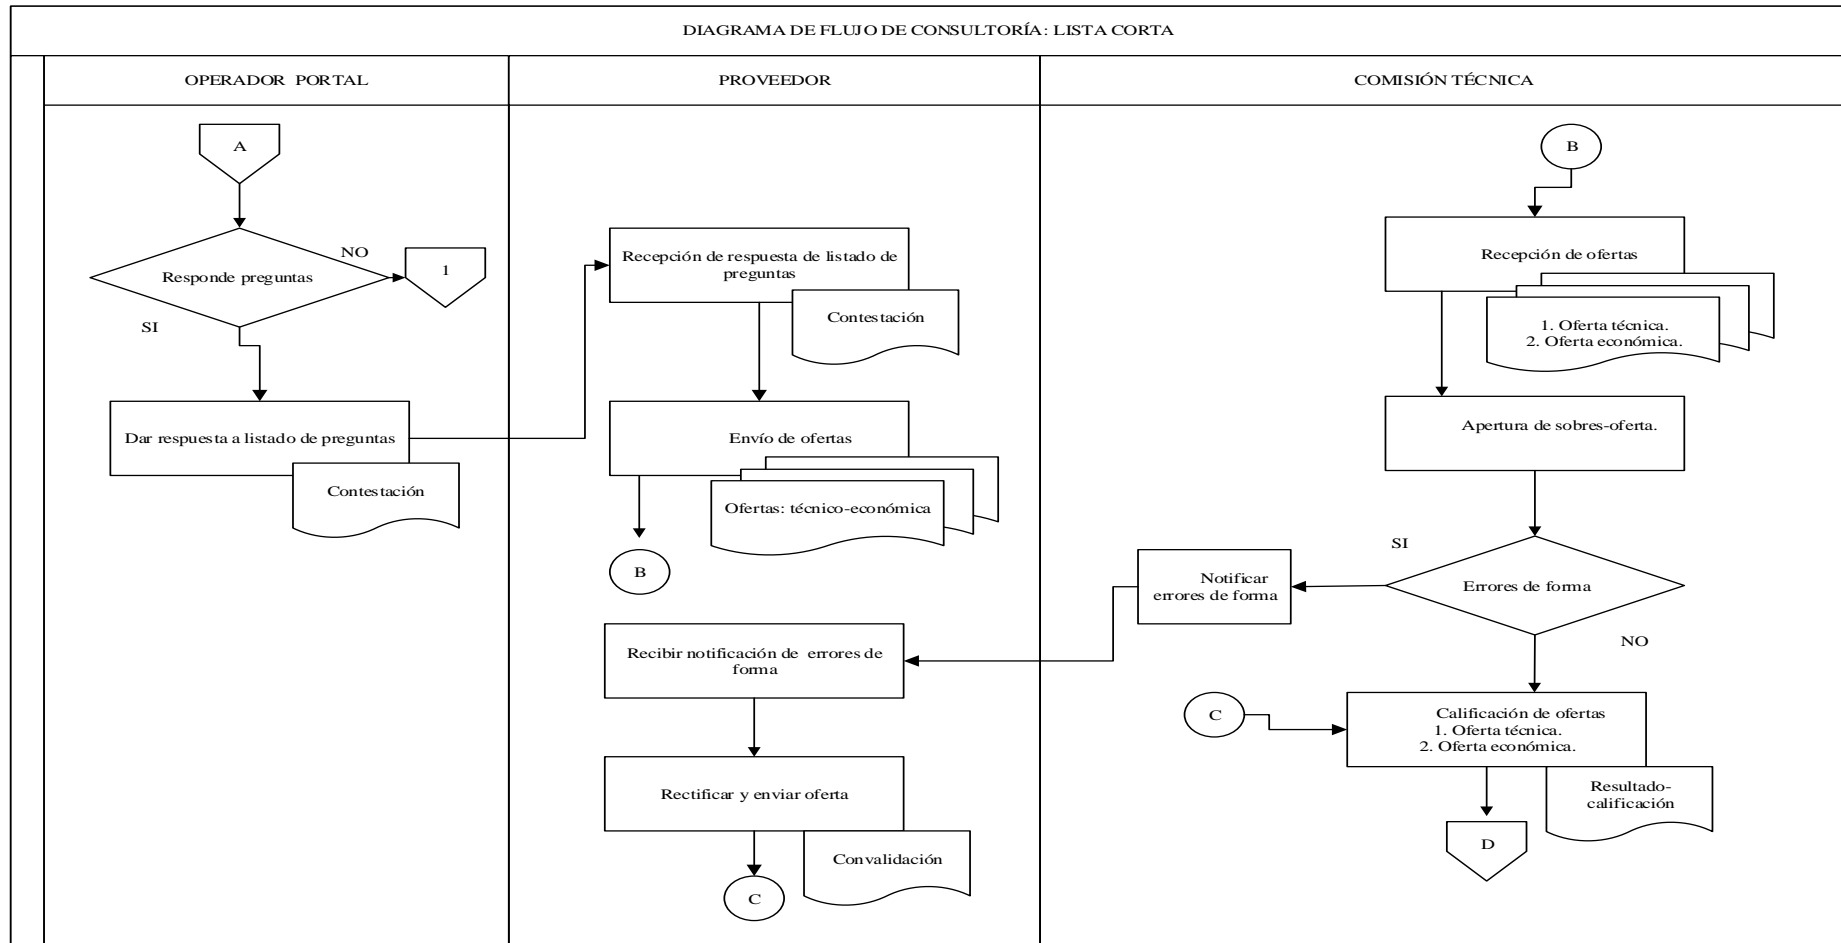 DIAGRAMA DE FLUJO DE CONSULTORÍA: LISTA CORTA
OPERADOR PORTAL
PROVEEDOR
COMISIÓN TÉCNICA
A
Responde preguntas
NO
1
SI
Dar respuesta a listado de preguntas
Contestación
Recepción de respuesta de listado de
preguntas
Contestación
Envío de ofertas
Ofertas: técnico-económica
B
Recibir notificación de errores de
forma
Rectificar y enviar oferta
Convalidación
C
B
Recepción de ofertas
1. Oferta técnica.
2. Oferta económica.
Apertura de sobres-oferta.
SI
Errores de forma
Notificar
errores de forma
NO
C
Calificación de ofertas
1. Oferta técnica.
2. Oferta económica.
Resultado-
calificación
D